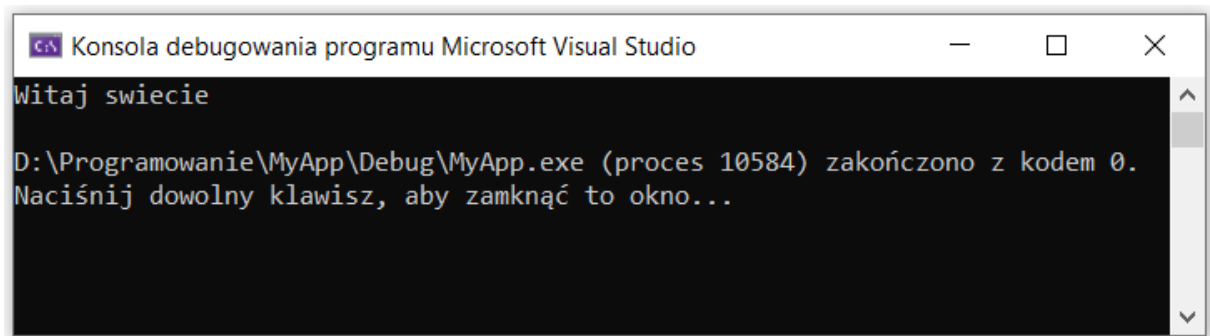 Konsola debugowania programu Microsoft Visual Studio
Witaj swiecie
D:\Programowanie\MyApp\Debug\MyApp.exe (proces 10584) zakończono z kodem 0.
Naciśnij dowolny klawisz, aby zamknąć to okno...